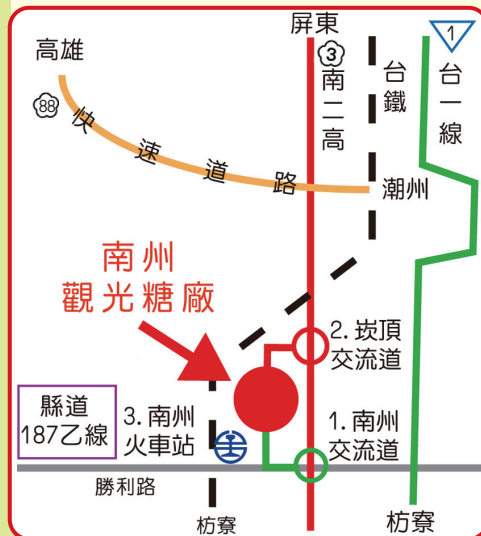 屏東
1
高雄
3
南二高
台鐵
台一線
88
快速道路
潮州
南州
觀光糖廠
2.崁頂
交流道
縣道
187乙線
3.南州
火車站
1.南州
交流道
勝利路
枋寮
枋寮